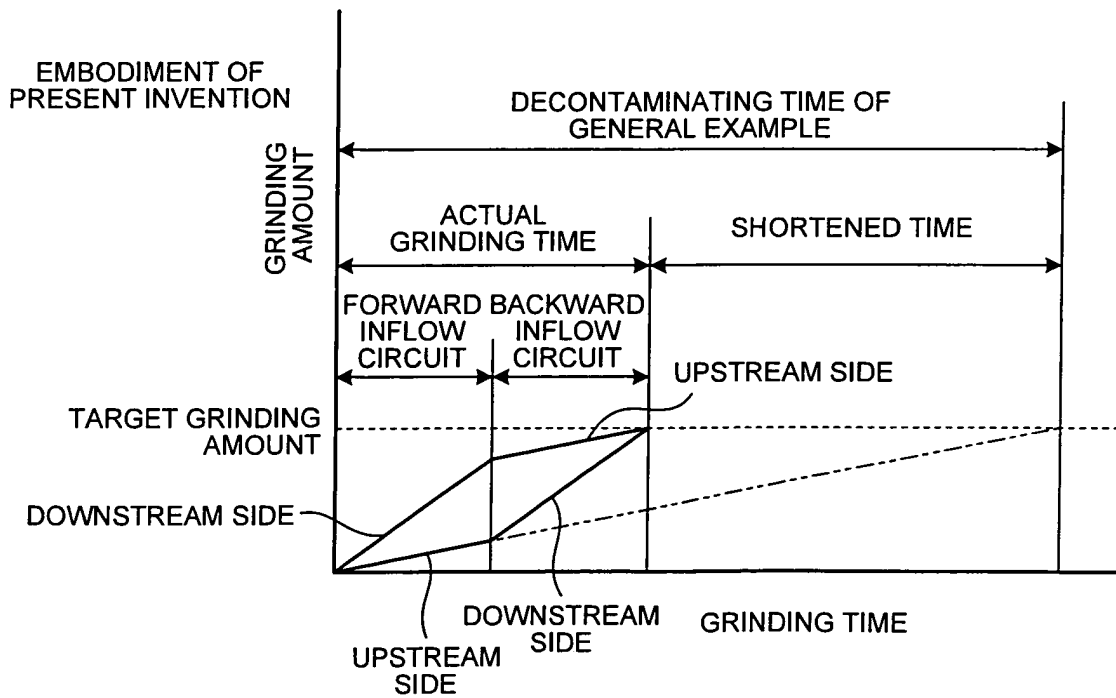 EMBODIMENT OF
PRESENT INVENTION
GRINDING
AMOUNT
DECONTAMINATING TIME OF
GENERAL EXAMPLE
ACTUAL
GRINDING TIME
SHORTENED TIME
FORWARD
INFLOW
CIRCUIT
BACKWARD
INFLOW
CIRCUIT
UPSTREAM SIDE
TARGET GRINDING
AMOUNT
DOWNSTREAM SIDE
DOWNSTREAM
SIDE
GRINDING TIME
UPSTREAM
SIDE